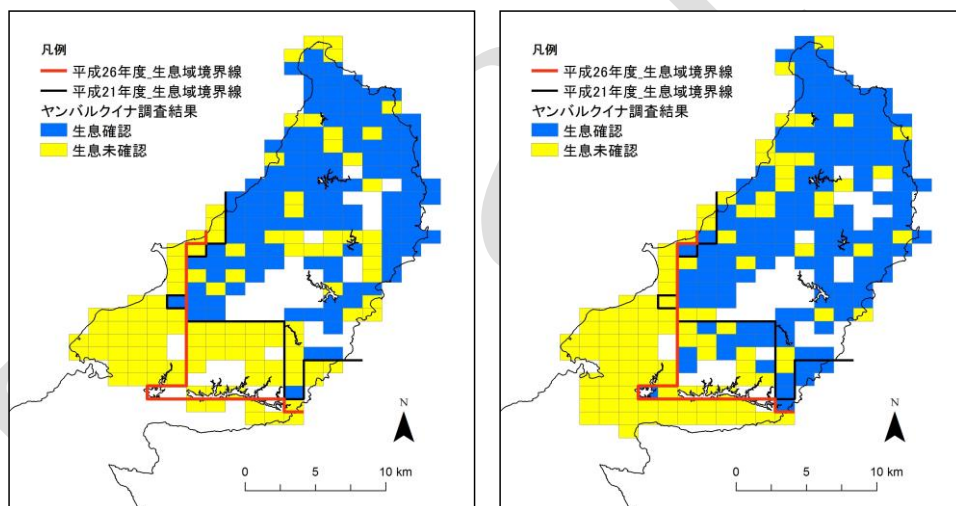 凡例
平成26年度_生息域境界線
平成21年度_生息域境界線
ヤンバルクイナ調査結果
生息確認
生息未確認
N
0 5 10 km
凡例
平成26年度_生息域境界線
平成21年度_生息域境界線
ヤンバルクイナ調査結果
生息確認
生息未確認
N
0 5 10 km